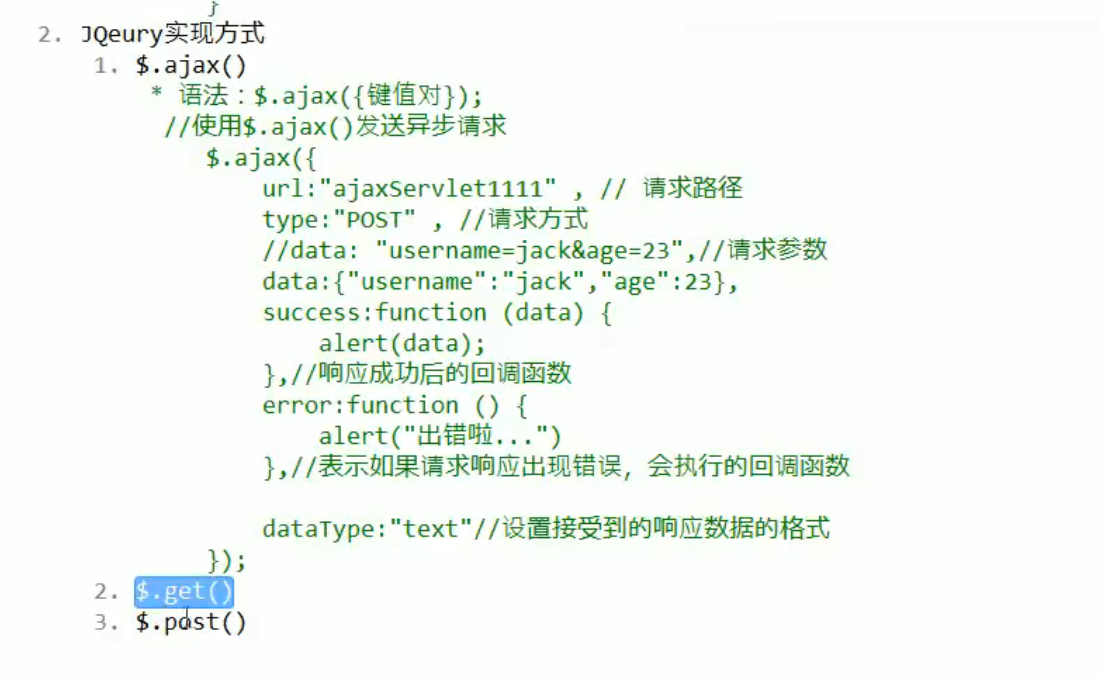 }
2. JQeury实现方式
1. $.ajax()
* 语法：$.ajax({键值对});
//使用$.ajax()发送异步请求
$.ajax({
url:"ajaxServlet1111" , // 请求路径
type:"POST" , //请求方式
//data: "username=jack&age=23",//请求参数
data:{"username":"jack","age":23},
success:function (data) {
alert(data);
},//响应成功后的回调函数
error:function () {
alert("出错啦...")
},//表示如果请求响应出现错误，会执行的回调函数
dataType:"text"//设置接受到的响应数据的格式
});
2. $.get()
3. $.post()